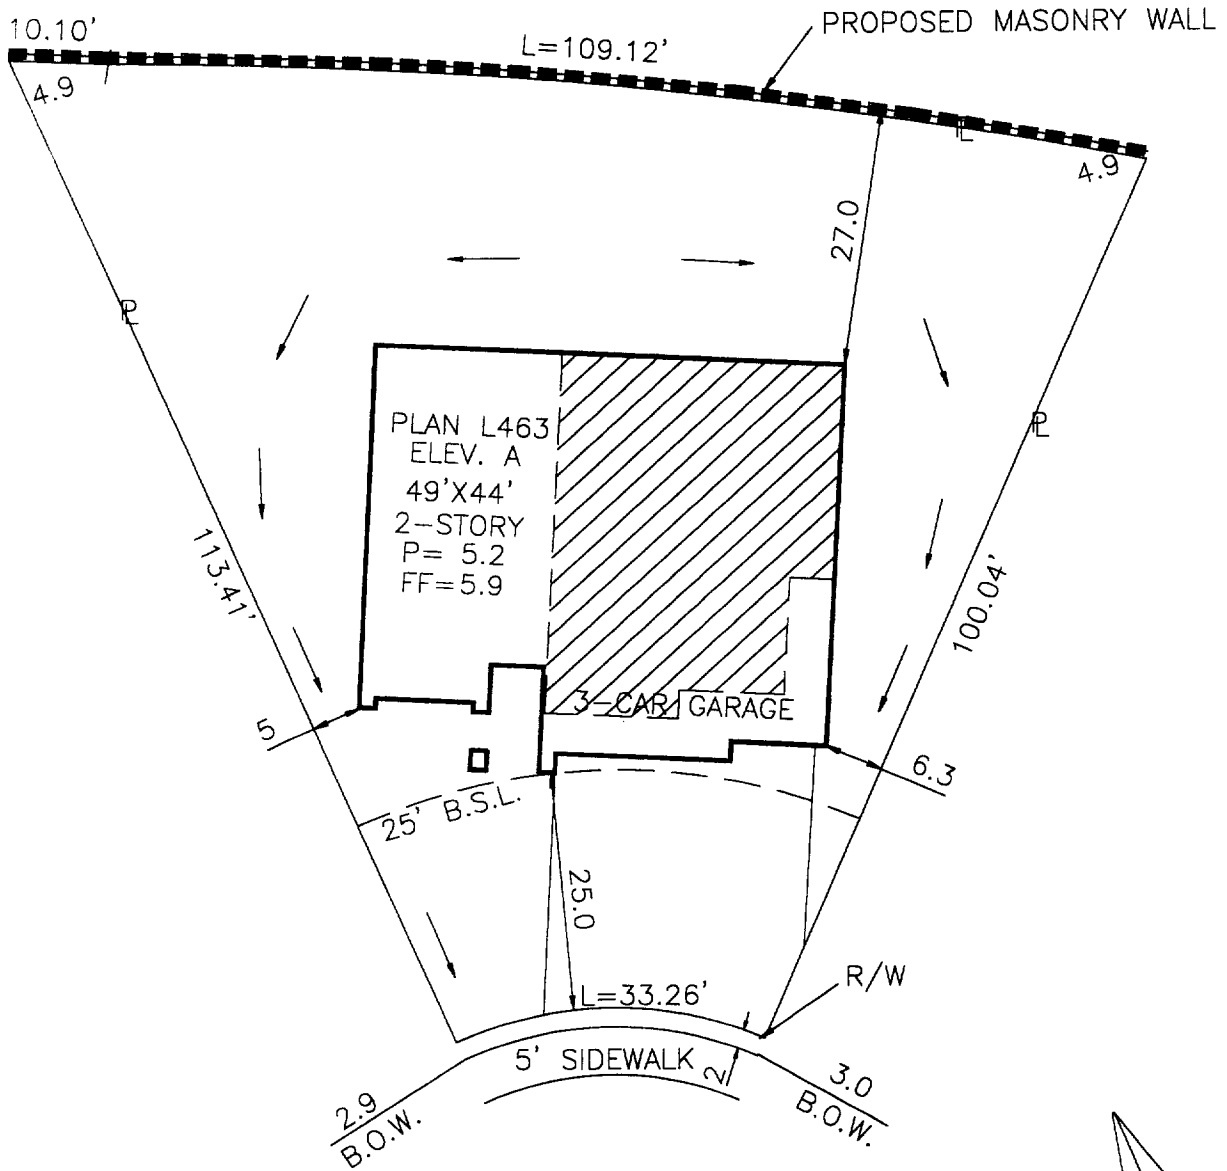 10.10'
L=109.12'
PROPOSED MASONRY WALL
4.9
PL
4.9
27.0
PL
PL
PLAN L463
ELEV. A
49'X44'
2-STORY
P= 5.2
FF=5.9
113.41'
100.04'
3-CAR GARAGE
5
6.3
25' B.S.L.
25.0
R/W
L=33.26'
5' SIDEWALK
2
2.9
B.O.W.
3.0
B.O.W.